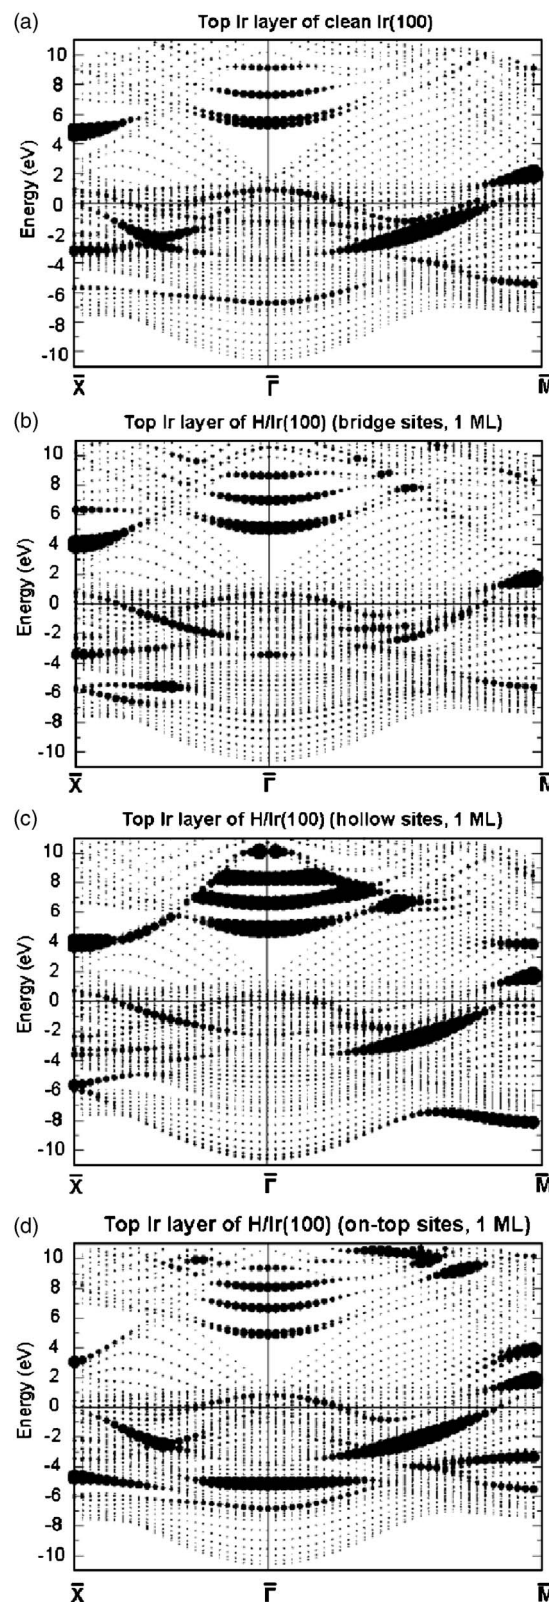 (a)
Top Ir layer of clean Ir(100)
10
8
6
4
2
0
-2
-4
-6
-8
-10
Energy (eV)
X̅
Γ̅
M̅
(b)
Top Ir layer of H/Ir(100) (bridge sites, 1 ML)
10
8
6
4
2
0
-2
-4
-6
-8
-10
Energy (eV)
X̅
Γ̅
M̅
(c)
Top Ir layer of H/Ir(100) (hollow sites, 1 ML)
10
8
6
4
2
0
-2
-4
-6
-8
-10
Energy (eV)
X̅
Γ̅
M̅
(d)
Top Ir layer of H/Ir(100) (on-top sites, 1 ML)
10
8
6
4
2
0
-2
-4
-6
-8
-10
Energy (eV)
X̅
Γ̅
M̅